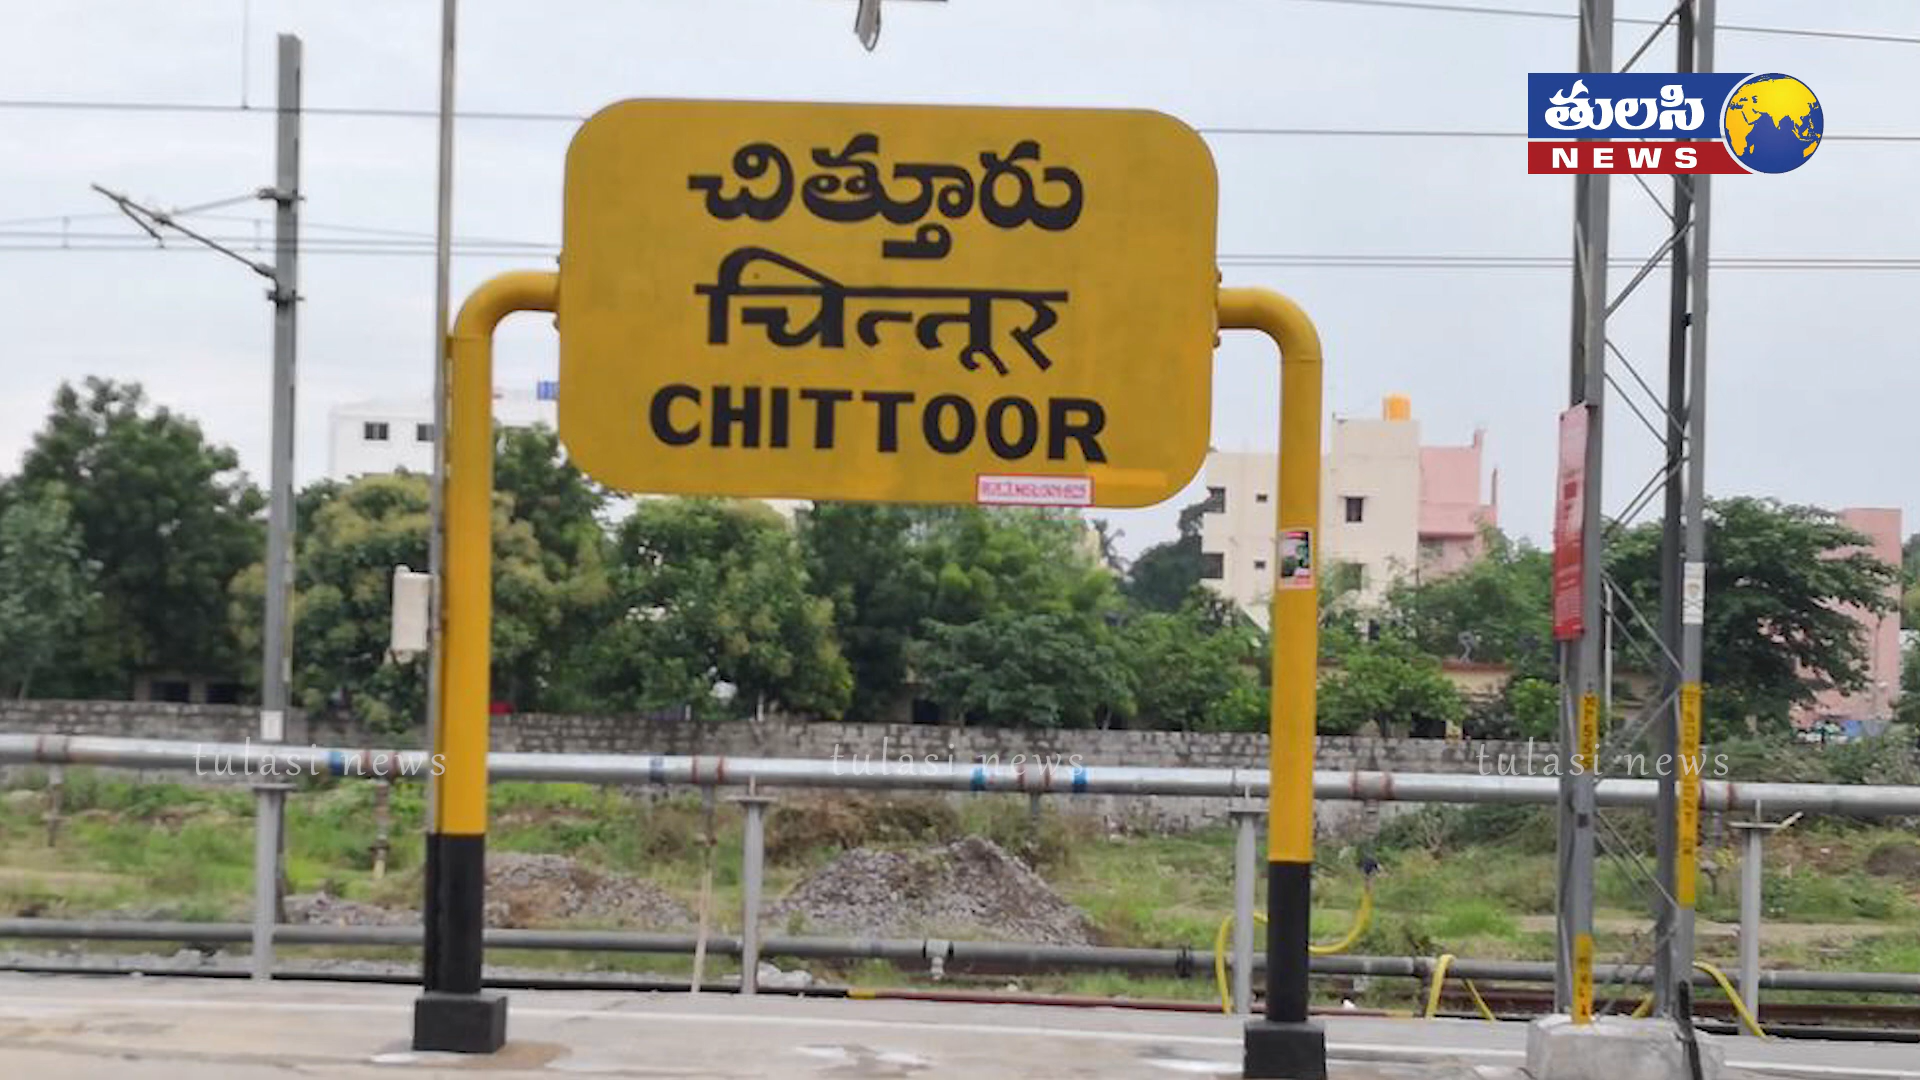 తులసి
NEWS
చిత్తూరు
चित्तूर
CHITTOOR
tulasi news tulasi news tulasi news